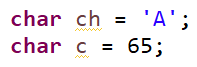 char ch = 'A';
char c = 65;